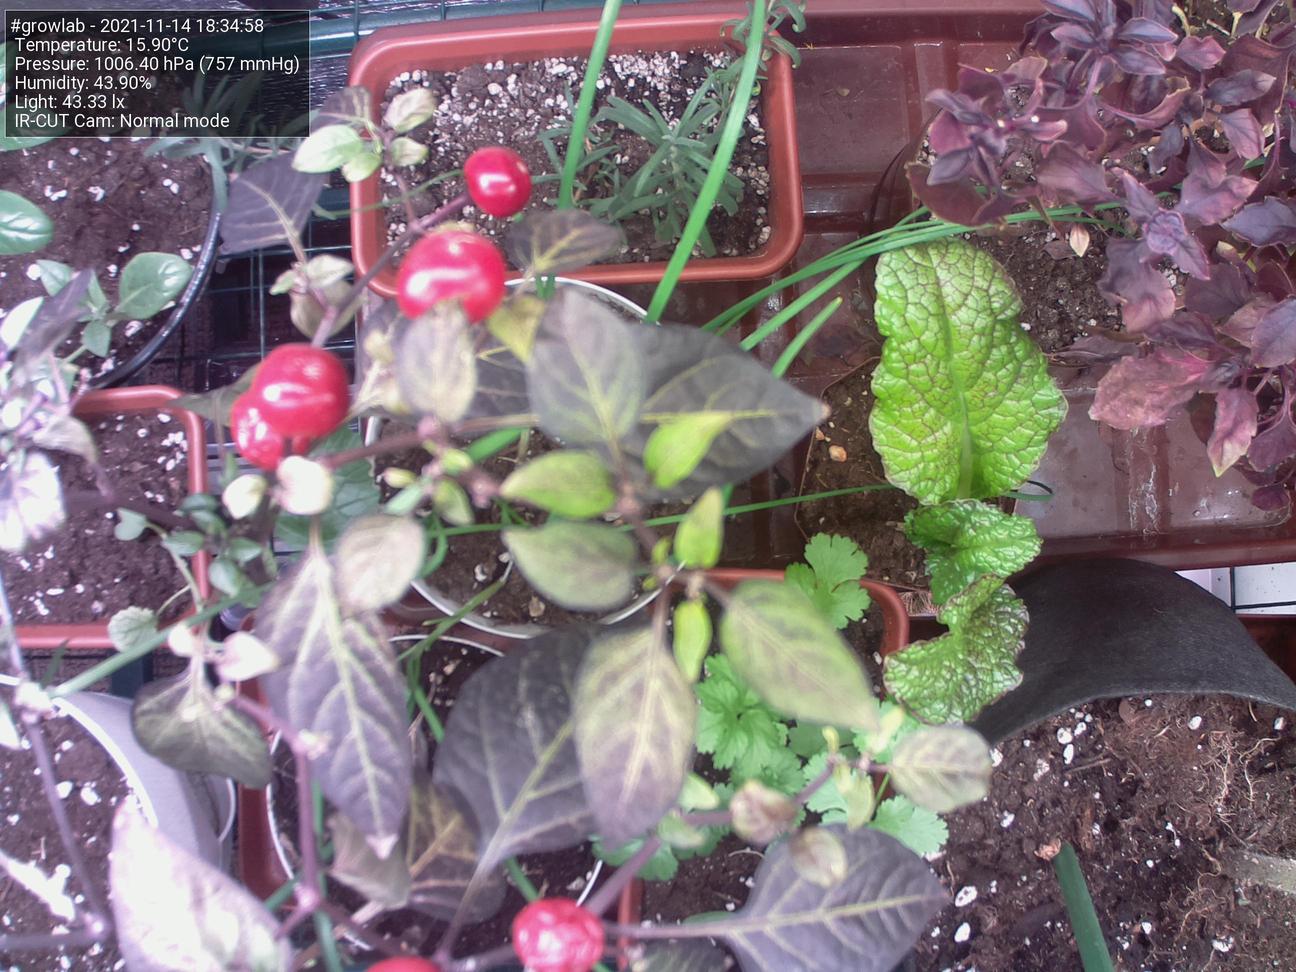 #growlab - 2021-11-14 18:34:58
Temperature: 15.90°C
Pressure: 1006.40 hPa (757 mmHg)
Humidity: 43.90%
Light: 43.33 lx
IR-CUT Cam: Normal mode